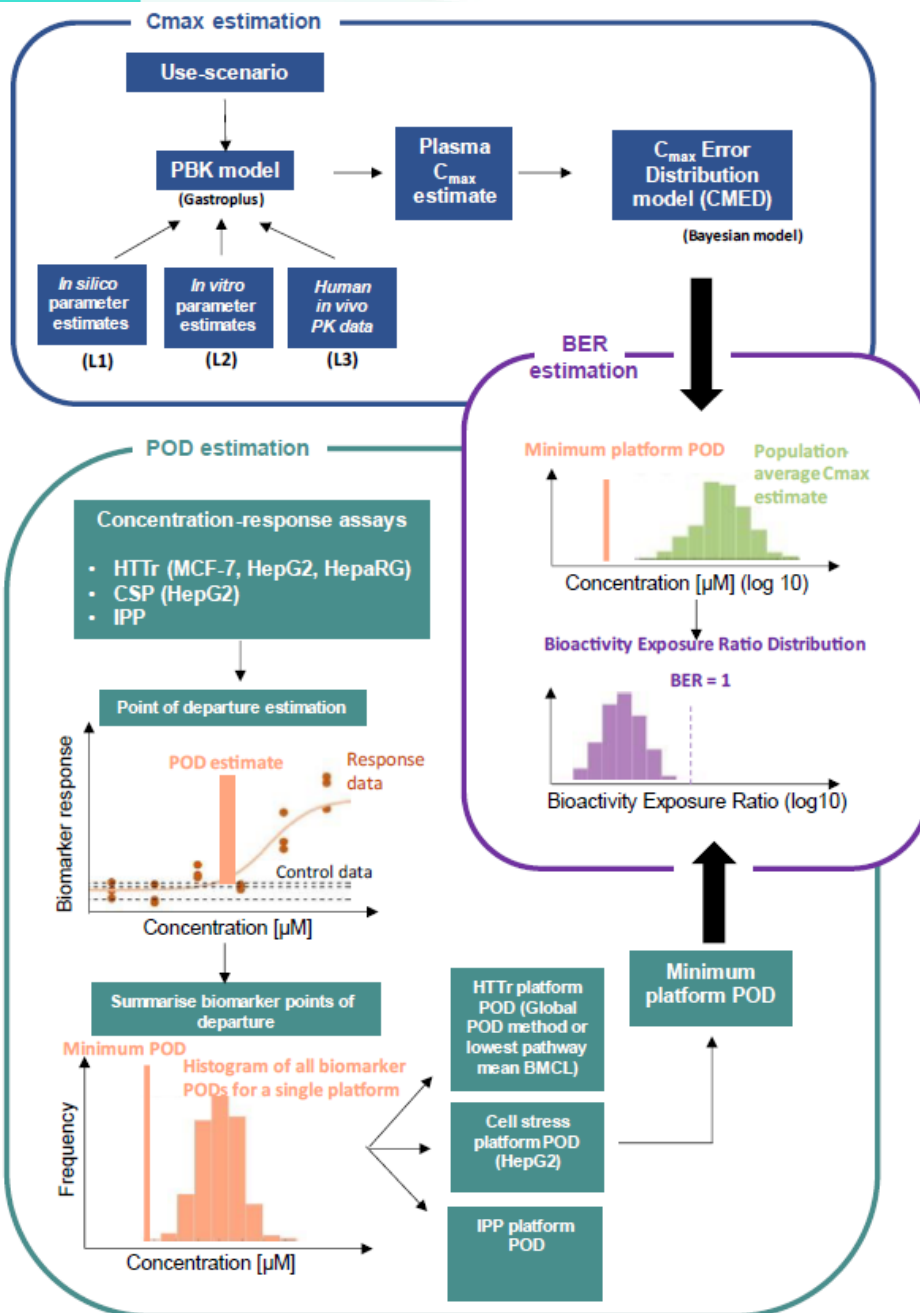 Cmax estimation
Use-scenario
PBK model
(Gastroplus)
Plasma
Cmax
estimate
Cmax Error
Distribution
model (CMED)
(Bayesian model)
In silico
parameter
estimates
(L1)
In vitro
parameter
estimates
(L2)
Human
in vivo
PK data
(L3)
BER
estimation
Minimum platform POD
Population-
average Cmax
estimate
Concentration [µM] (log 10)
Bioactivity Exposure Ratio Distribution
BER = 1
Bioactivity Exposure Ratio (log10)
POD estimation
Concentration-response assays
• HTTr (MCF-7, HepG2, HepaRG)
• CSP (HepG2)
• IPP
Point of departure estimation
POD estimate
Response
data
Control data
Biomarker response
Concentration [µM]
Summarise biomarker points of
departure
Minimum POD
Histogram of all biomarker
PODs for a single platform
Frequency
Concentration [µM]
HTTr platform
POD (Global
POD method or
lowest pathway
mean BMCL)
Cell stress
platform POD
(HepG2)
IPP platform
POD
Minimum
platform POD